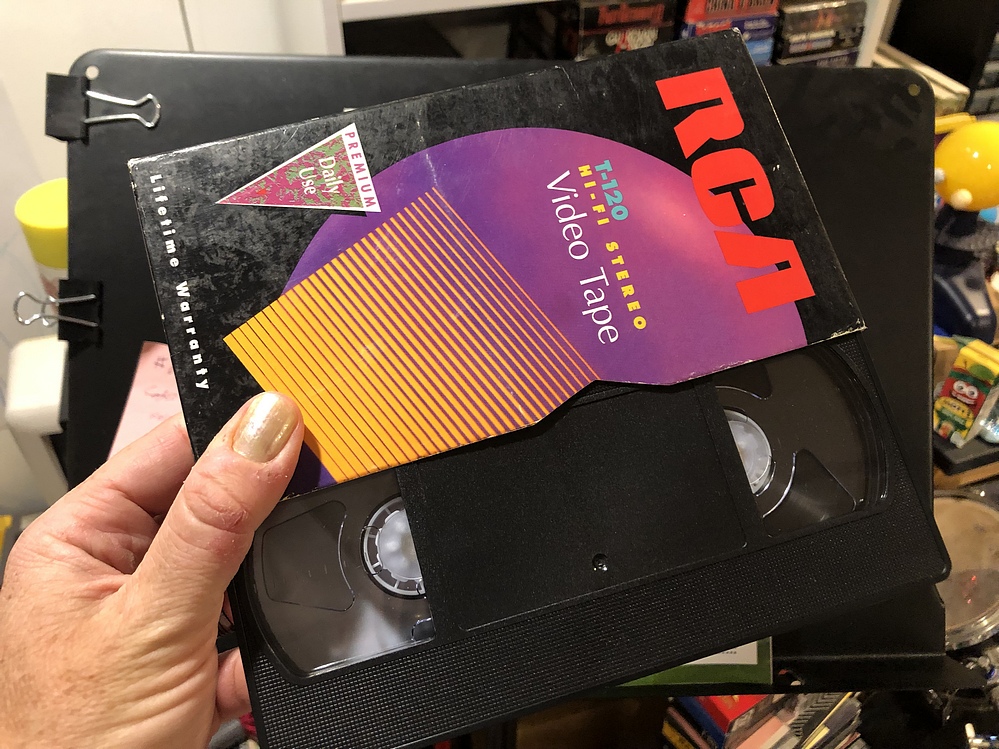 RCA
T-120
HI-FI STEREO
Video Tape
PREMIUM
Daily
Use
Lifetime Warranty